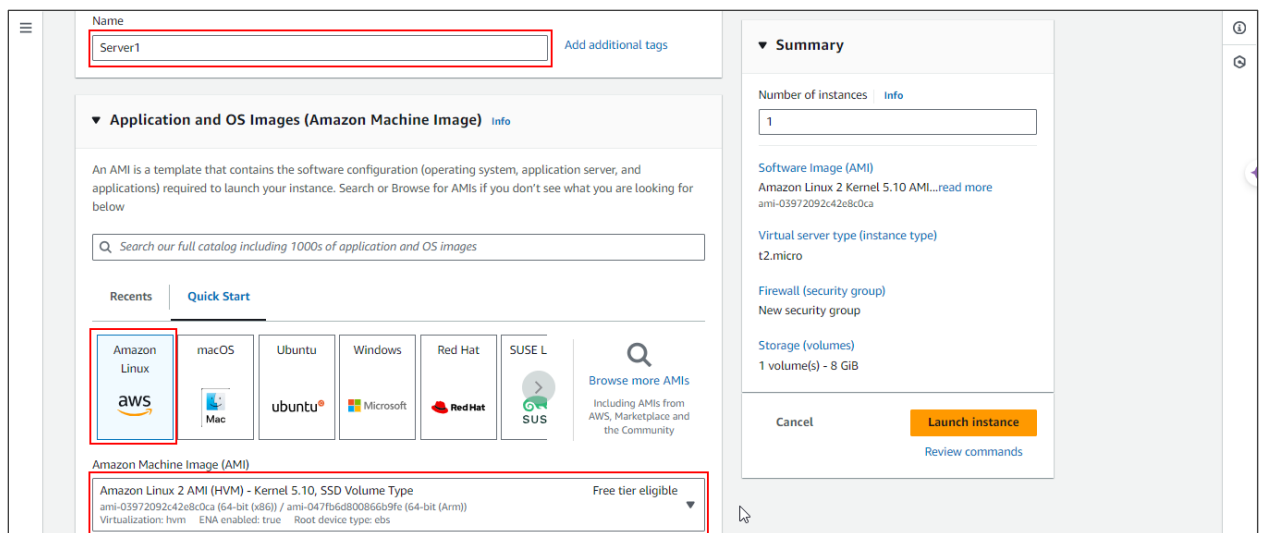 Name
Server1
Add additional tags
Application and OS Images (Amazon Machine Image) Info
An AMI is a template that contains the software configuration (operating system, application server, and
applications) required to launch your instance. Search or Browse for AMIs if you don't see what you are looking for
below
Search our full catalog including 1000s of application and OS images
Recents
Quick Start
Amazon
Linux
aws
macOS
Mac
Ubuntu
ubuntu®
Windows
Microsoft
Red Hat
Red Hat
SUSE L
SUS
Browse more AMIs
Including AMIs from
AWS, Marketplace and
the Community
Amazon Machine Image (AMI)
Amazon Linux 2 AMI (HVM) - Kernel 5.10, SSD Volume Type
Free tier eligible
ami-03972092c42e8c0ca (64-bit (x86)) / ami-047fb6d800866b9fe (64-bit (Arm))
Virtualization: hvm ENA enabled: true Root device type: ebs
Summary
Number of instances Info
1
Software Image (AMI)
Amazon Linux 2 Kernel 5.10 AMI...read more
ami-03972092c42e8c0ca
Virtual server type (instance type)
t2.micro
Firewall (security group)
New security group
Storage (volumes)
1 volume(s) - 8 GiB
Cancel
Launch instance
Review commands